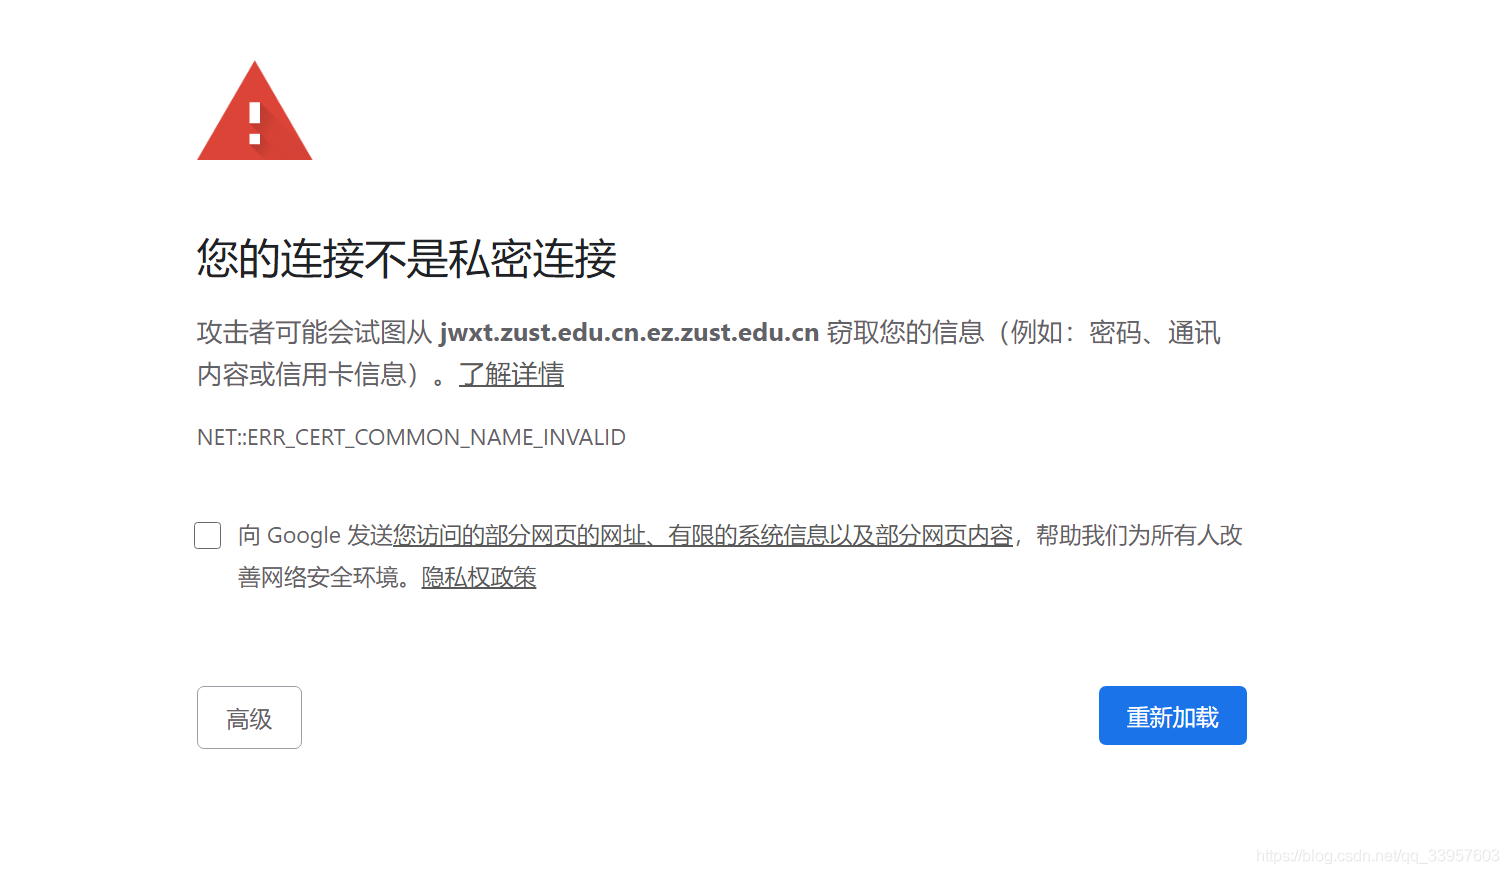 您的连接不是私密连接
攻击者可能会试图从 jwxt.zust.edu.cn.ez.zust.edu.cn 窃取您的信息（例如：密码、通讯
内容或信用卡信息）。了解详情
NET::ERR_CERT_COMMON_NAME_INVALID
向 Google 发送您访问的部分网页的网址、有限的系统信息以及部分网页内容，帮助我们为所有人改
善网络安全环境。隐私权政策
高级
重新加载
https://blog.csdn.net/qq_33957603